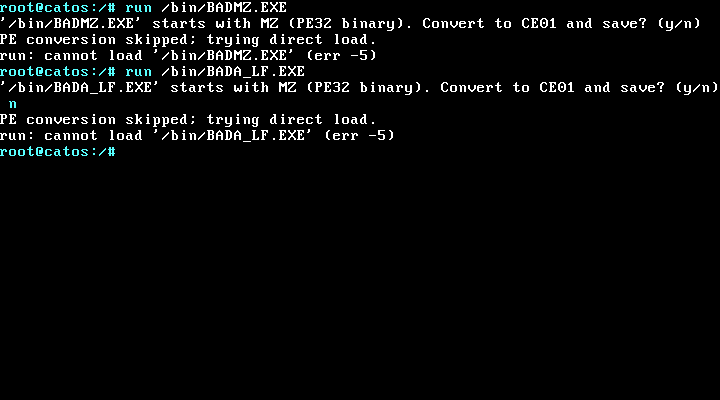 root@catos:/# run /bin/BADMZ.EXE
'/bin/BADMZ.EXE' starts with MZ (PE32 binary). Convert to CE01 and save? (y/n)
PE conversion skipped; trying direct load.
run: cannot load '/bin/BADMZ.EXE' (err -5)
root@catos:/# run /bin/BADA_LF.EXE
'/bin/BADA_LF.EXE' starts with MZ (PE32 binary). Convert to CE01 and save? (y/n)
n
PE conversion skipped; trying direct load.
run: cannot load '/bin/BADA_LF.EXE' (err -5)
root@catos:/#